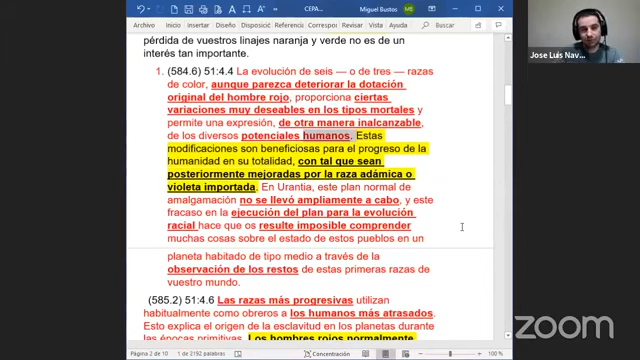 Miguel Bustos
CEPA...
Archivo Inicio Insertar Dibujar Diseño Disposición Referencias Correspondencia Revisar Vista Ayuda
pérdida de vuestros linajes naranja y verde no es de un
interés tan importante.
1. (584.6) 51:4.4 La evolución de seis — o de tres — razas
de color, aunque parezca deteriorar la dotación
original del hombre rojo, proporciona ciertas
variaciones muy deseables en los tipos mortales y
permite una expresión, de otra manera inalcanzable,
de los diversos potenciales humanos. Estas
modificaciones son beneficiosas para el progreso de la
humanidad en su totalidad, con tal que sean
posteriormente mejoradas por la raza adámica o
violeta importada. En Urantia, este plan normal de
amalgamación no se llevó ampliamente a cabo, y este
fracaso en la ejecución del plan para la evolución
racial hace que os resulte imposible comprender
muchas cosas sobre el estado de estos pueblos en un
planeta habitado de tipo medio a través de la
observación de los restos de estas primeras razas de
vuestro mundo.
(585.2) 51:4.6 Las razas más progresivas utilizan
habitualmente como obreros a los humanos más atrasados.
Esto explica el origen de la esclavitud en los planetas durante
las épocas primitivas. Los hombres rojos normalmente
Página 2 de 10 1 de 2192 palabras Concentración 100 %
Jose Luis Nav...
zoom